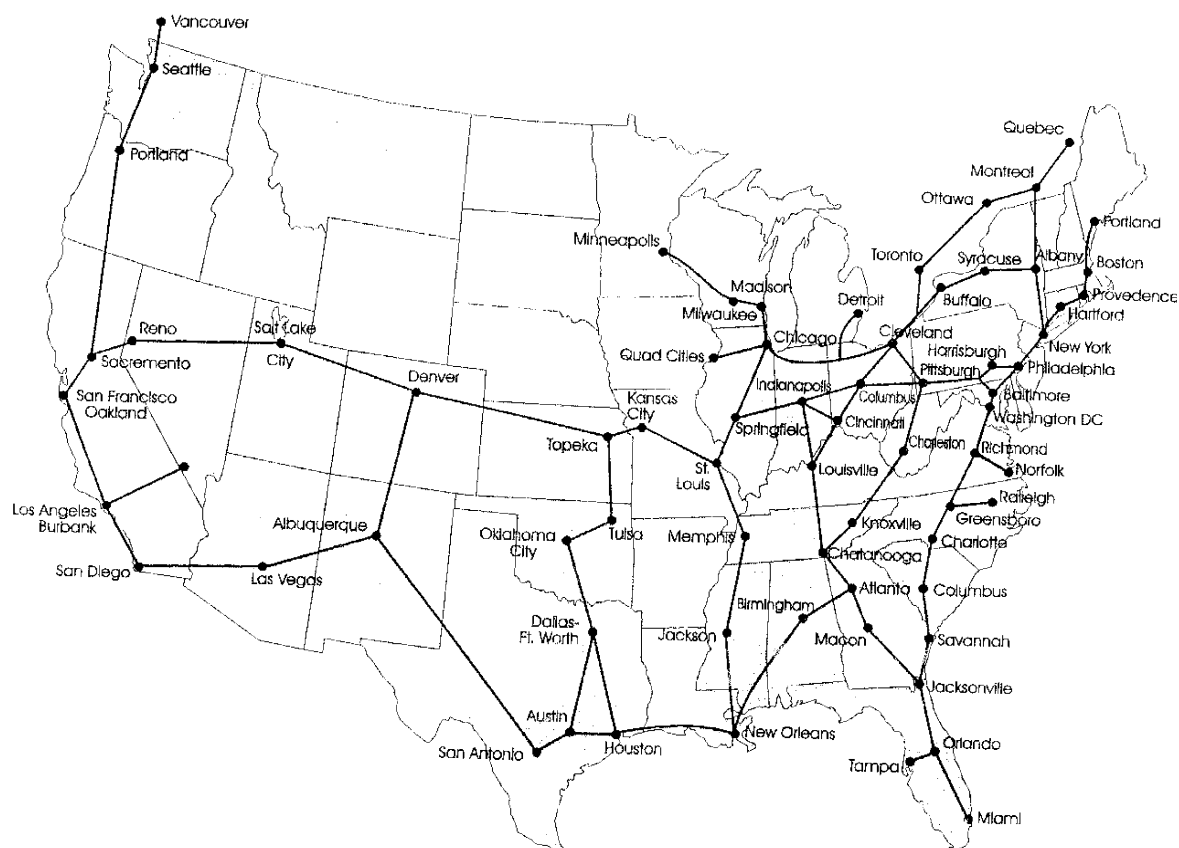 Vancouver
Seattle
Portland
Quebec
Montreal
Ottawa
Portland
Minneapolis
Toronto
Syracuse
Albany
Boston
Madison
Detroit
Buffalo
Provedence
Milwaukee
Hartford
Reno
Salt Lake
City
Chicago
Cleveland
New York
Sacremento
Quad Cities
Harrisburgh
Pittsburgh
Philadelphia
Denver
Indianapolis
Columbus
Baltimore
San Francisco
Oakland
Kansas
City
Springfield
Cincinnati
Washington DC
Topeka
Charleston
Richmond
St.
Louis
Louisville
Norfolk
Los Angeles
Burbank
Albuquerque
Oklahoma
City
Tulsa
Memphis
Knoxville
Raleigh
Greensboro
Chatanooga
Charlotte
San Diego
Las Vegas
Birmingham
Atlanta
Columbus
Dallas-
Ft. Worth
Jackson
Macon
Savannah
Jacksonville
Austin
San Antonio
Houston
New Orleans
Orlando
Tampa
Miami